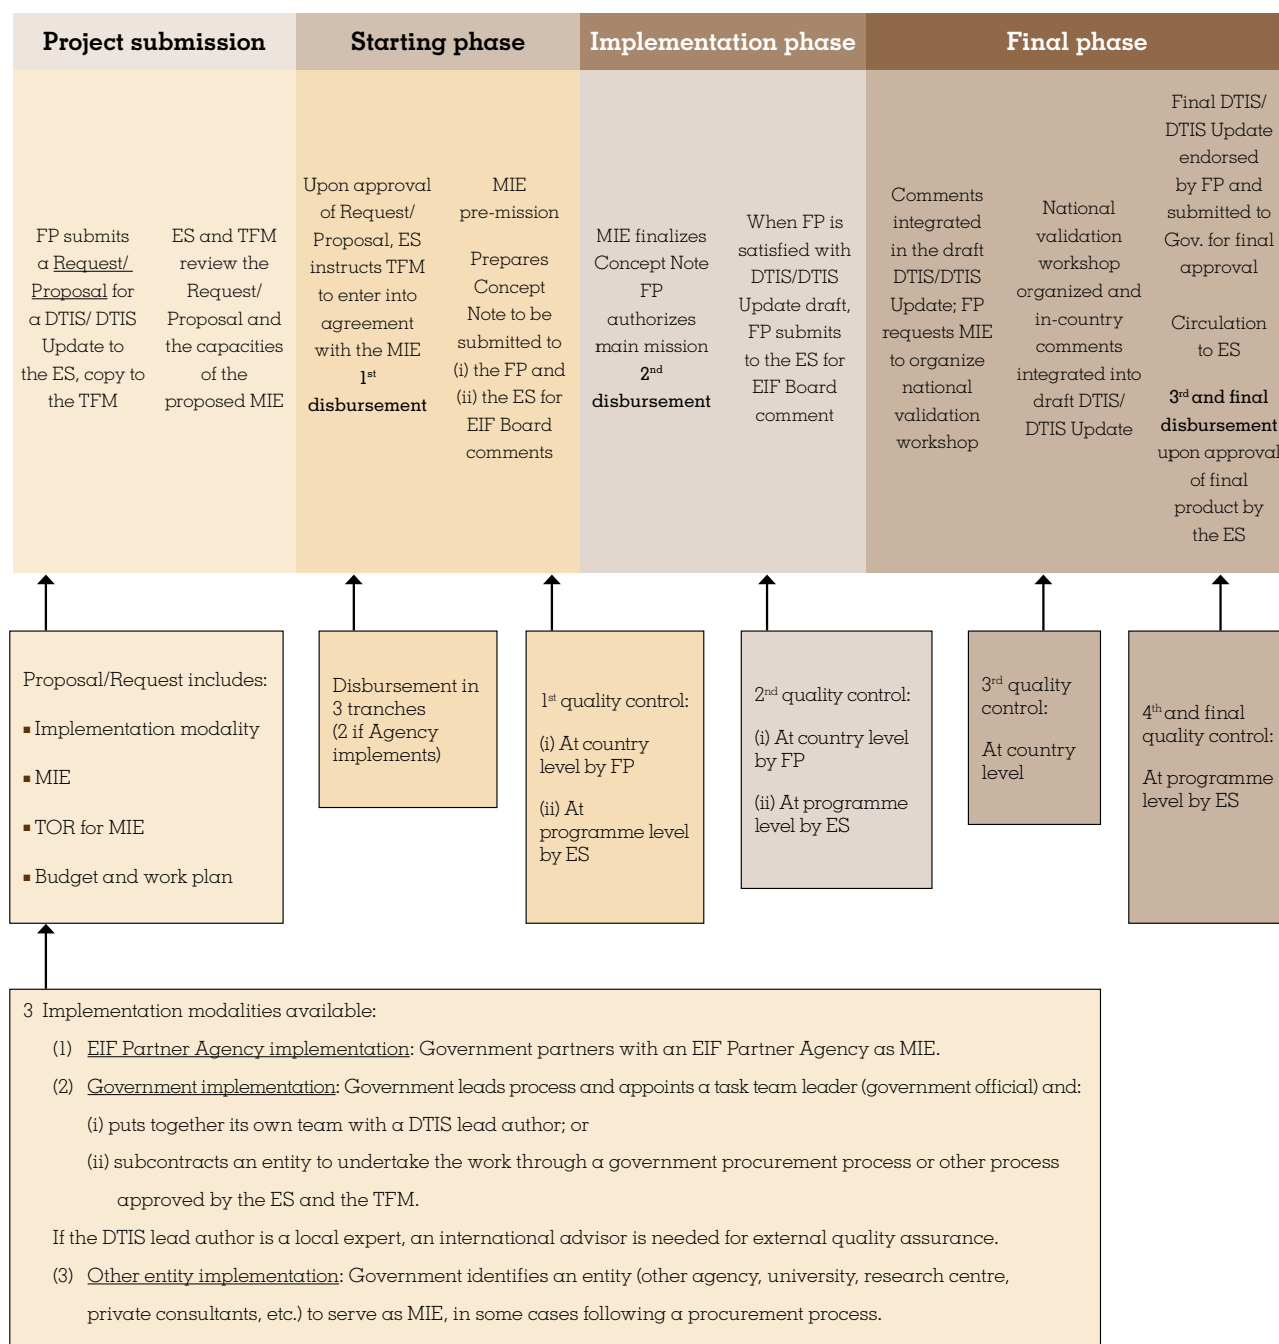 Project submission
Starting phase
Implementation phase
Final phase
FP submits
a Request/
Proposal for
a DTIS/ DTIS
Update to
the ES, copy to
the TFM
ES and TFM
review the
Request/
Proposal and
the capacities
of the
proposed MIE
Upon approval
of Request/
Proposal, ES
instructs TFM
to enter into
agreement
with the MIE
1st
disbursement
MIE
pre-mission
Prepares
Concept
Note to be
submitted to
(i) the FP and
(ii) the ES for
EIF Board
comments
MIE finalizes
Concept Note
FP
authorizes
main mission
2nd
disbursement
When FP is
satisfied with
DTIS/DTIS
Update draft,
FP submits
to the ES for
EIF Board
comment
Comments
integrated
in the draft
DTIS/DTIS
Update; FP
requests MIE
to organize
national
validation
workshop
National
validation
workshop
organized and
in-country
comments
integrated into
draft DTIS/
DTIS Update
Final DTIS/
DTIS Update
endorsed
by FP and
submitted to
Gov. for final
approval
Circulation
to ES
3rd and final
disbursement
upon approval
of final
product by
the ES
Proposal/Request includes:
▪ Implementation modality
▪ MIE
▪ TOR for MIE
▪ Budget and work plan
Disbursement in
3 tranches
(2 if Agency
implements)
1st quality control:
(i) At country
level by FP
(ii) At
programme level
by ES
2nd quality control:
(i) At country level
by FP
(ii) At programme
level by ES
3rd quality
control:
At country
level
4th and final
quality control:
At programme
level by ES
3 Implementation modalities available:
(1) EIF Partner Agency implementation: Government partners with an EIF Partner Agency as MIE.
(2) Government implementation: Government leads process and appoints a task team leader (government official) and:
(i) puts together its own team with a DTIS lead author; or
(ii) subcontracts an entity to undertake the work through a government procurement process or other process
approved by the ES and the TFM.
If the DTIS lead author is a local expert, an international advisor is needed for external quality assurance.
(3) Other entity implementation: Government identifies an entity (other agency, university, research centre,
private consultants, etc.) to serve as MIE, in some cases following a procurement process.